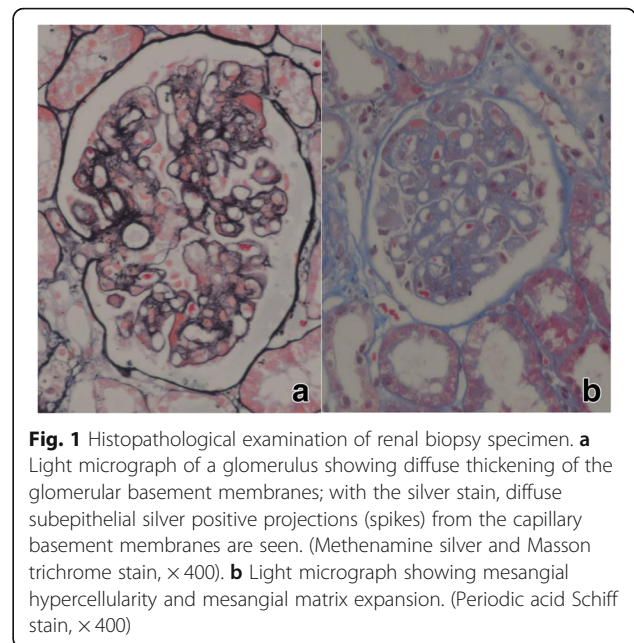 a
b
Fig. 1 Histopathological examination of renal biopsy specimen. a
Light micrograph of a glomerulus showing diffuse thickening of the
glomerular basement membranes; with the silver stain, diffuse
subepithelial silver positive projections (spikes) from the capillary
basement membranes are seen. (Methenamine silver and Masson
trichrome stain, × 400). b Light micrograph showing mesangial
hypercellularity and mesangial matrix expansion. (Periodic acid Schiff
stain, × 400)